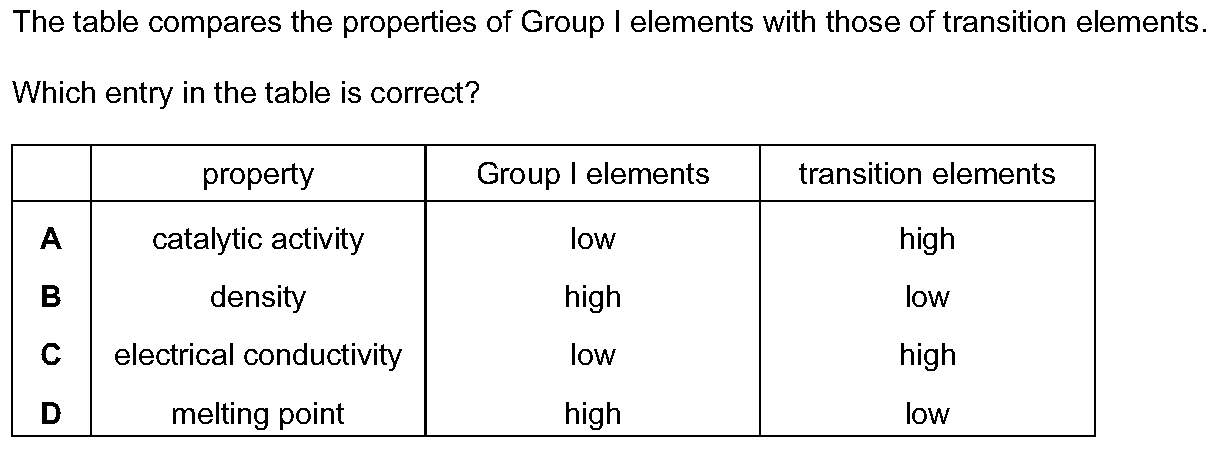 The table compares the properties of Group I elements with those of transition elements.
Which entry in the table is correct?
property Group I elements transition elements
A catalytic activity low high
B density high low
C electrical conductivity low high
D melting point high low